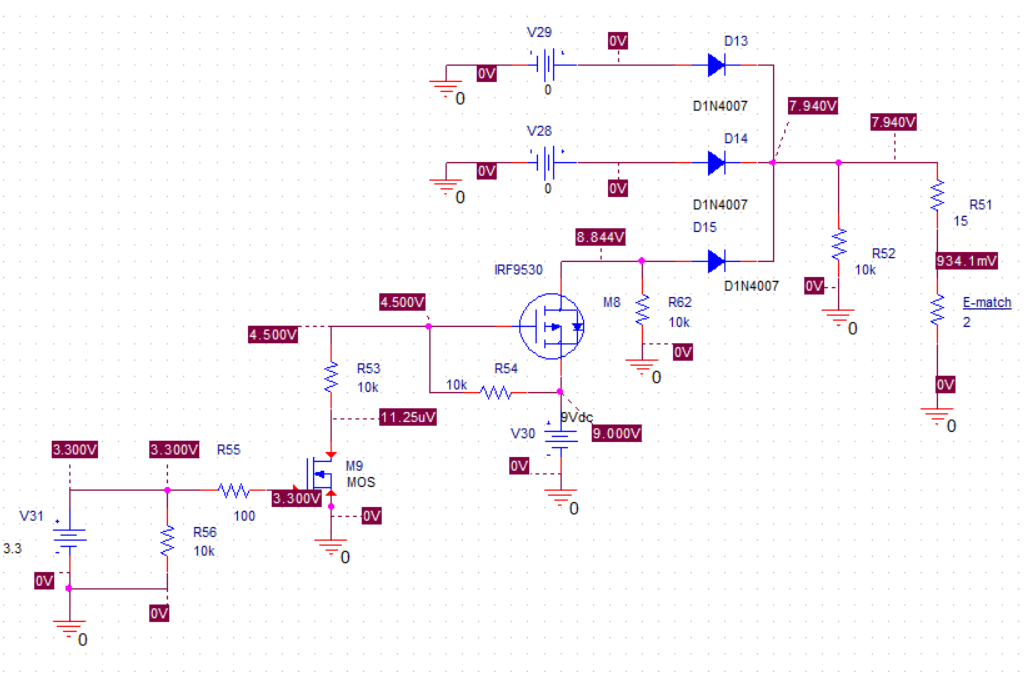 V29
0V
D13
0V
0
0
D1N4007
7.940V
7.940V
V28
D14
0V
0V
0
0
D1N4007
R51
15
D15
8.844V
R52
10k
934.1mV
IRF9530
D1N4007
0V
4.500V
M8
R62
10k
E-match
2
0
4.500V
0V
R53
10k
R54
10k
0
0V
11.25uV
9Vdc
0
V30
9.000V
3.300V
3.300V
R55
0V
M9
MOS
3.300V
100
0
V31
0V
R56
10k
3.3
0
0V
0V
0